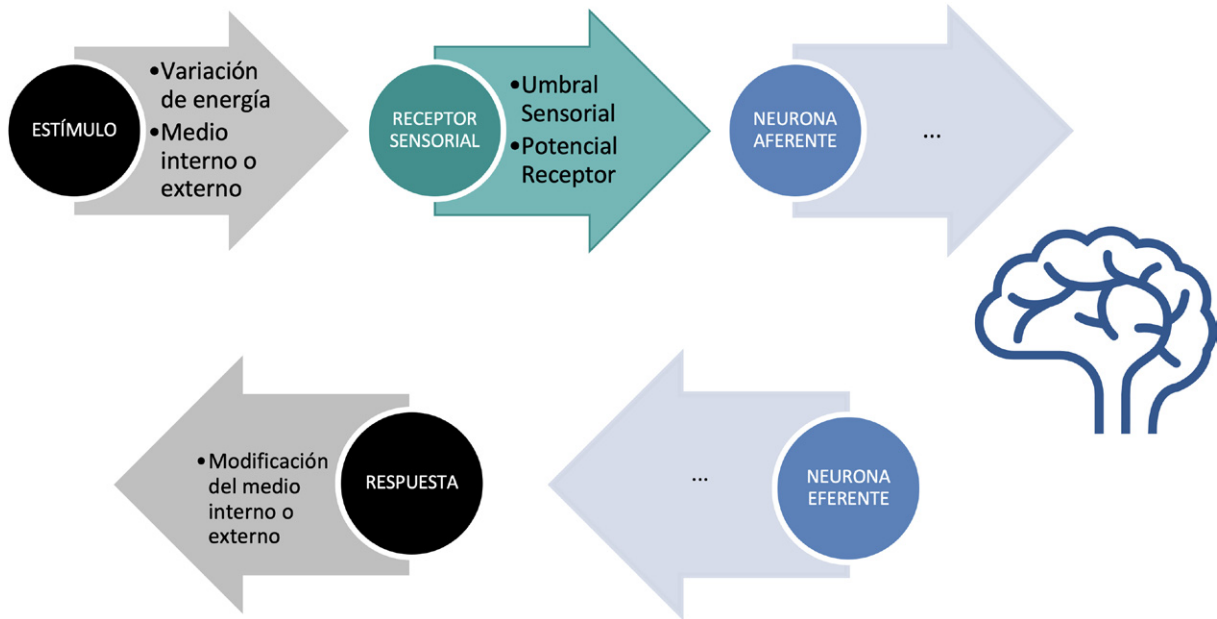 ESTÍMULO
•Variación
de energía
•Medio
interno o
externo
RECEPTOR
SENSORIAL
•Umbral
Sensorial
•Potencial
Receptor
NEURONA
AFERENTE
...
•Modificación
del medio
interno o
externo
RESPUESTA
...
NEURONA
EFERENTE